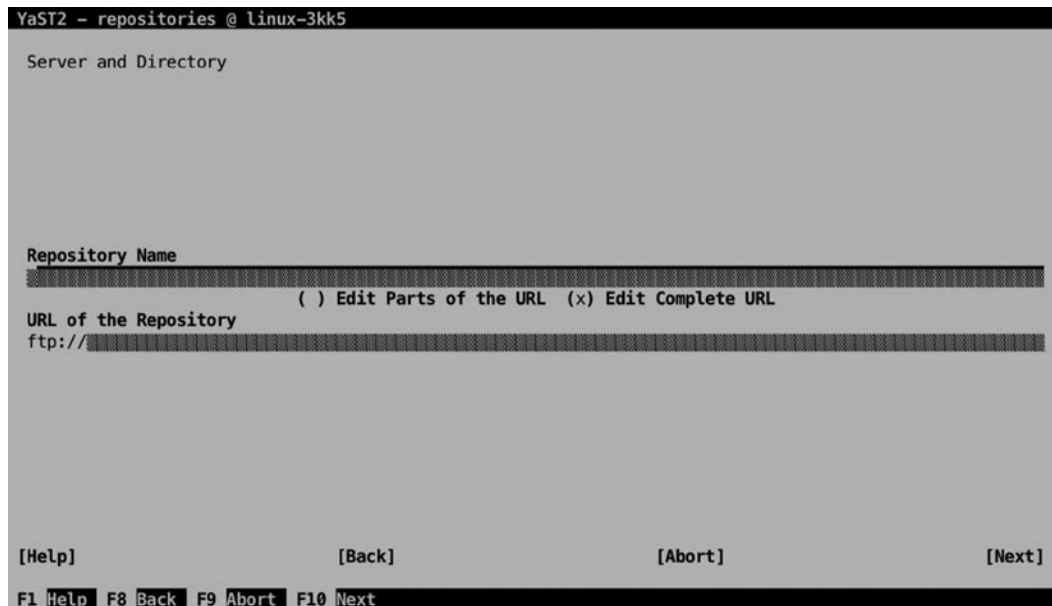 YaST2 – repositories @ linux–3kk5
Server and Directory
Repository Name
( ) Edit Parts of the URL (x) Edit Complete URL
URL of the Repository
ftp://
[Help] [Back] [Abort] [Next]
F1 Help F8 Back F9 Abort F10 Next